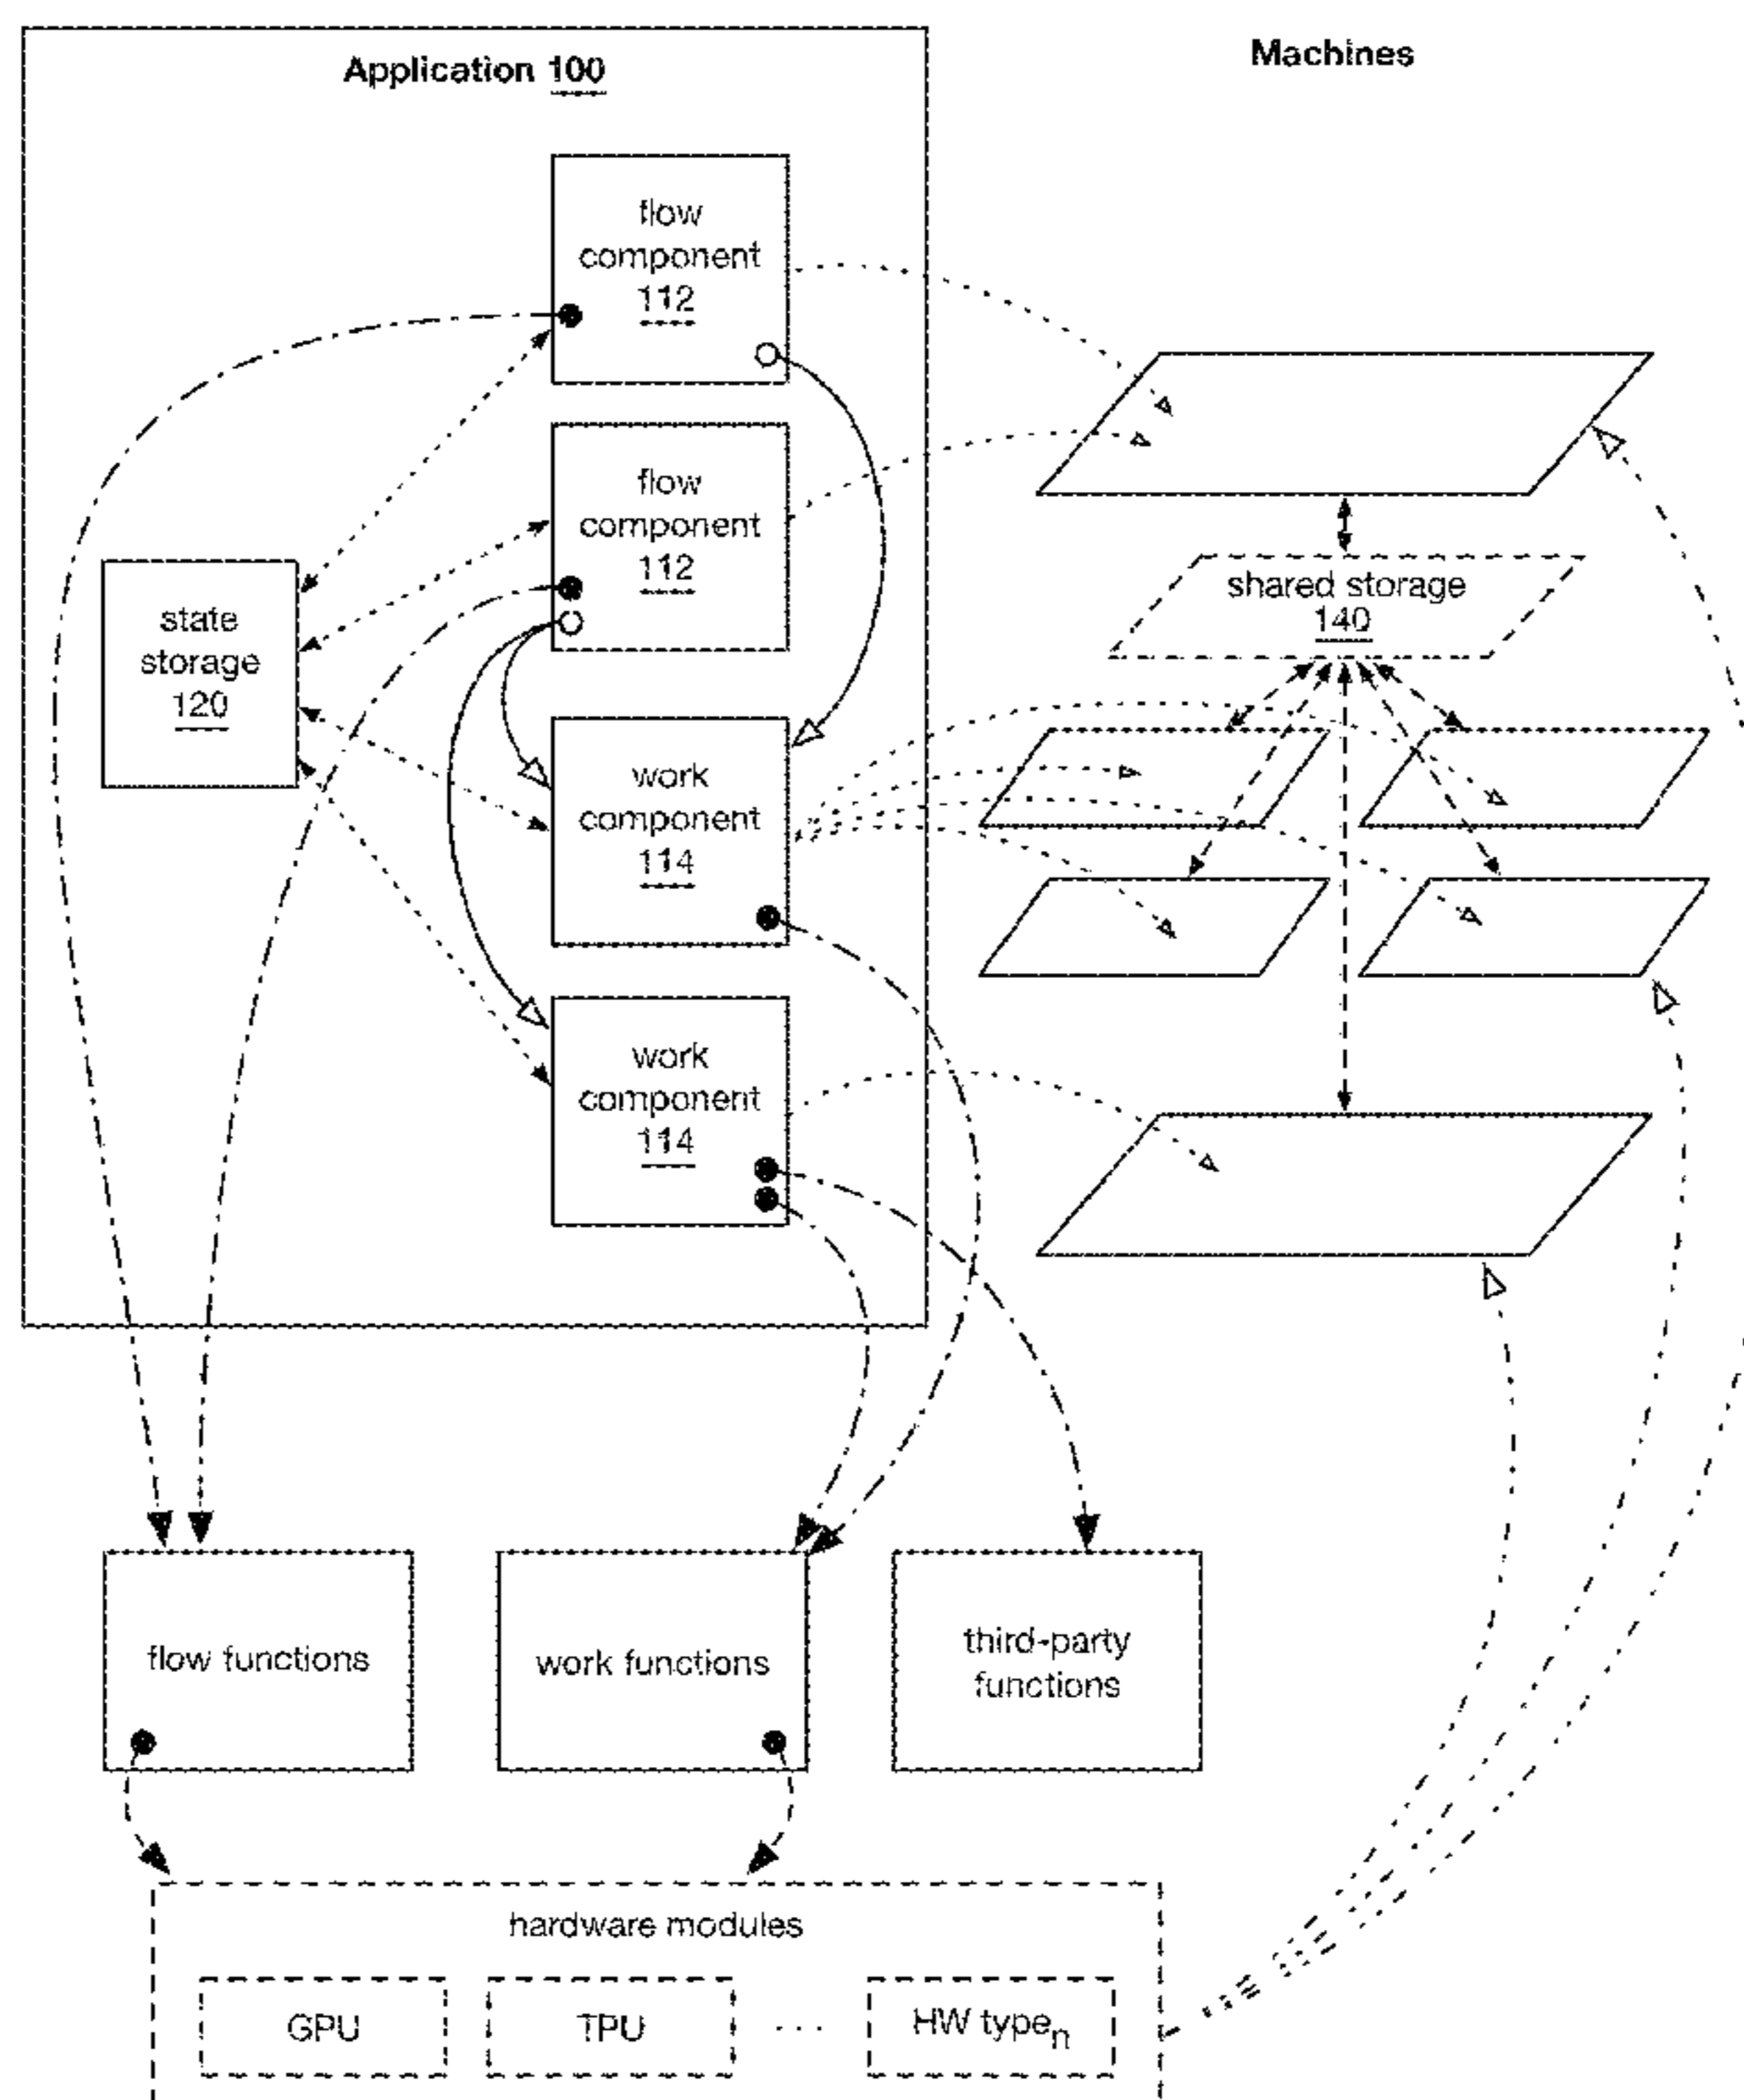 Application 100
Machines
flow
component
112
flow
component
112
state
storage
120
shared storage
140
work
component
114
work
component
114
flow functions
work functions
third-party
functions
hardware modules
GPU
TPU
...
HW typen